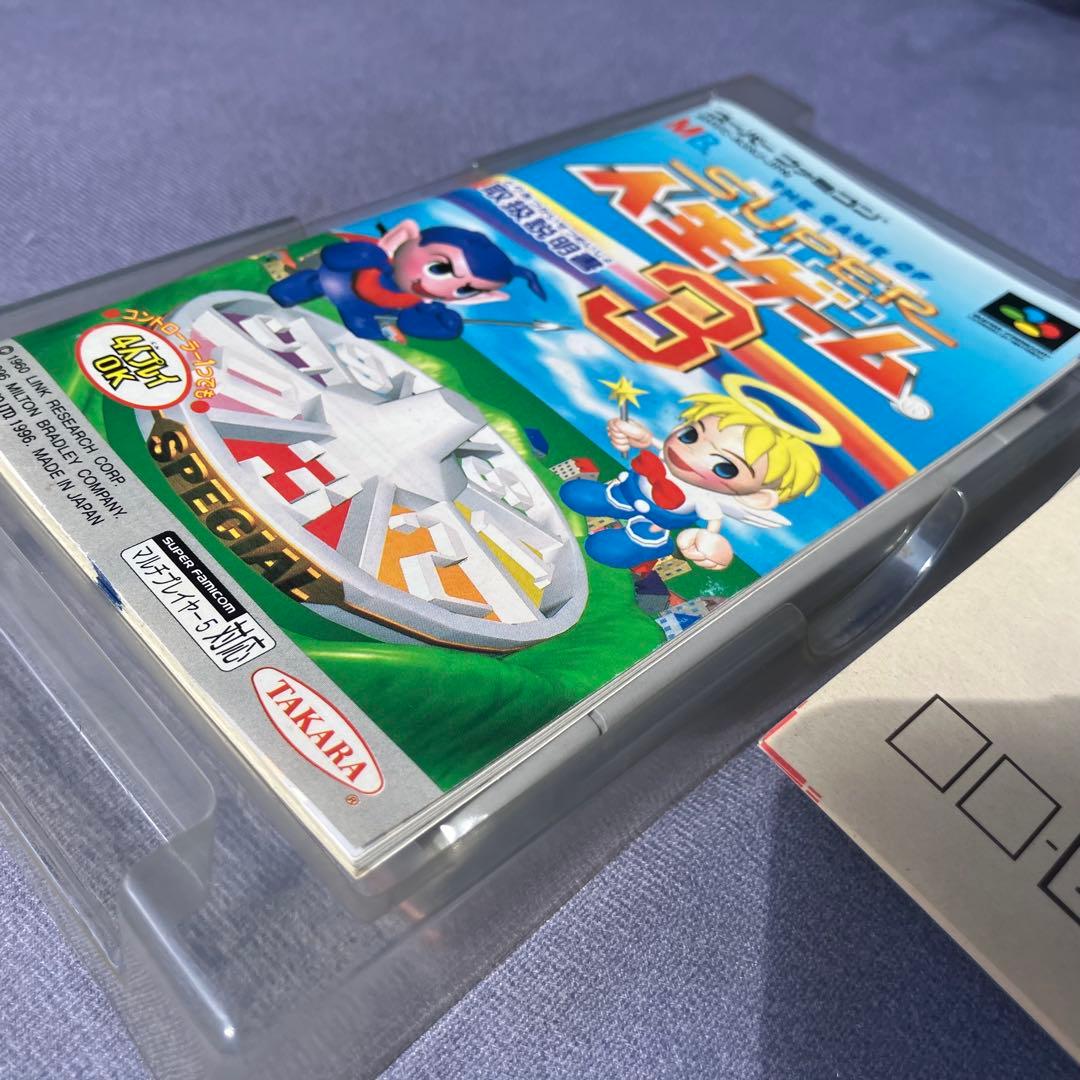 スーパーファミコン
MB
THE GAME OF
SUPER
人生ゲーム
3
取扱説明書
コントローラー1つでも
4人プレイ
OK
SPECIAL
© 1960 LINK RESEARCH CORP.
MILTON BRADLEY COMPANY.
1996. MADE IN JAPAN
SUPER FAMICOM
マルチプレイヤー5 対応
TAKARA
®